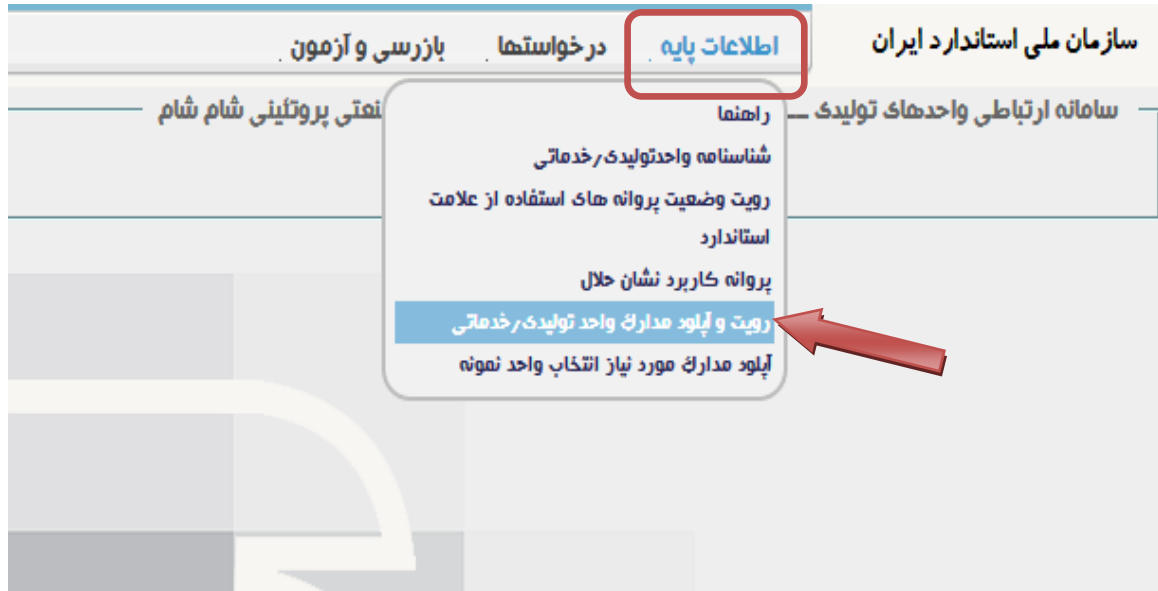 سازمان ملی استاندارد ایران
اطلاعات پایه
درخواستها
بازرسی و آزمون
سامانه ارتباطی واحدهای تولیدی
پروتئینی شام شام
راهنما
شناسنامه واحدتولیدی/خدماتی
رویت وضعیت پروانه های استفاده از علامت
استاندارد
پروانه کاربرد نشان حلال
رویت و آپلود مدارک واحد تولیدی/خدماتی
آپلود مدارک مورد نیاز انتخاب واحد نمونه